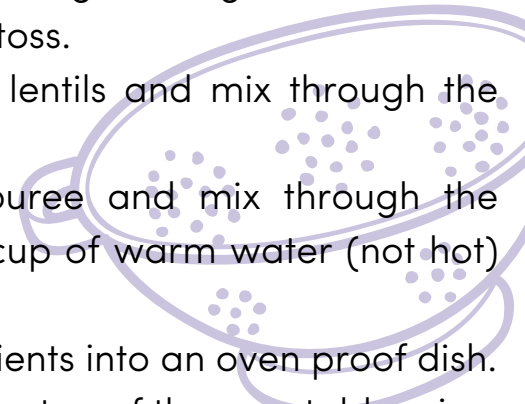 toss.
lentils and mix through the
puree and mix through the
cup of warm water (not hot)
ients into an oven proof dish.